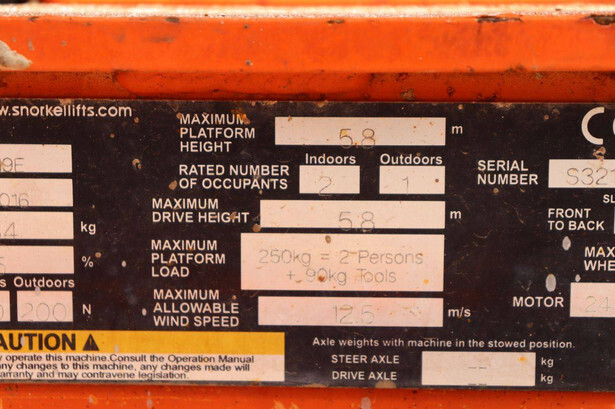 www.snorkellifts.com
MAXIMUM
PLATFORM
HEIGHT
5.8 m
Indoors Outdoors
RATED NUMBER
OF OCCUPANTS
2 1
MAXIMUM
DRIVE HEIGHT
5.8 m
MAXIMUM
PLATFORM
LOAD
250kg = 2 Persons
+ 90kg Tools
MAXIMUM
ALLOWABLE
WIND SPEED
12.5 m/s
SERIAL
NUMBER
S321
FRONT
TO BACK
MOTOR
kg
%
Outdoors
200 N
Axle weights with machine in the stowed position.
STEER AXLE -- kg
DRIVE AXLE kg
operate this machine.Consult the Operation Manual
any changes to this machine, any changes made will
warranty and may contravene legislation.